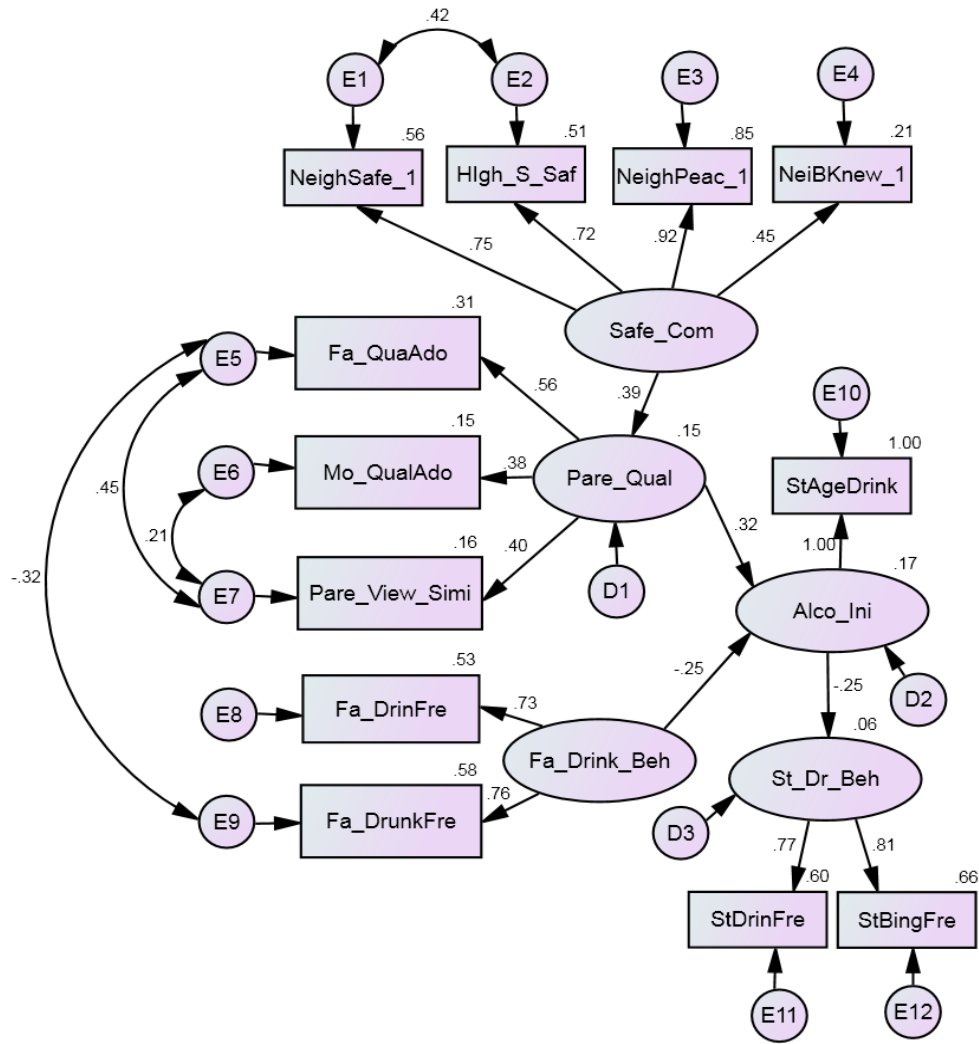 .42
E1
E2
E3
E4
.56
.51
.85
.21
NeighSafe_1
HIgh_S_Saf
NeighPeac_1
NeiBKnew_1
.75
.72
.92
.45
Safe_Com
.31
E5
Fa_QuaAdo
.56
.39
E10
.15
.15
1.00
E6
Mo_QualAdo
.38
Pare_Qual
StAgeDrink
.45
.21
.16
.40
.32
1.00
.17
-.32
E7
Pare_View_Simi
D1
Alco_Ini
.53
-.25
-.25
D2
E8
Fa_DrinFre
.73
.06
Fa_Drink_Beh
St_Dr_Beh
.58
.76
E9
Fa_DrunkFre
D3
.77
.81
.60
.66
StDrinFre
StBingFre
E11
E12